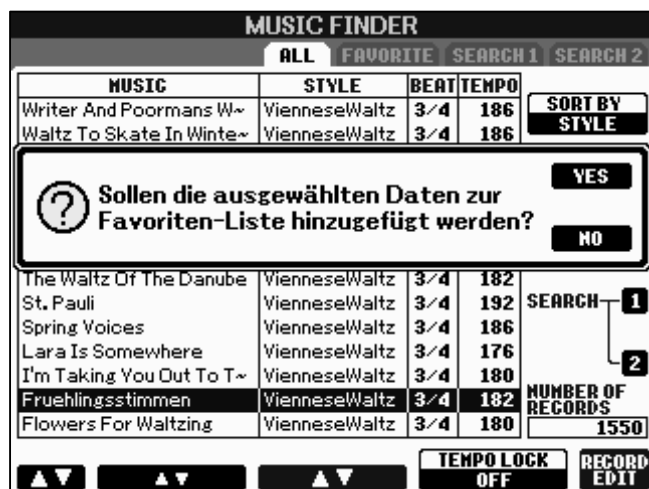 MUSIC FINDER
ALL FAVORITE SEARCH 1 SEARCH 2
MUSIC STYLE BEAT TEMPO
Writer And Poormans W~ VienneseWaltz 3/4 186
Waltz To Skate In Winte~ VienneseWaltz 3/4 186
SORT BY
STYLE
Sollen die ausgewählten Daten zur
Favoriten-Liste hinzugefügt werden?
YES
NO
The Waltz Of The Danube VienneseWaltz 3/4 182
St. Pauli VienneseWaltz 3/4 192
Spring Voices VienneseWaltz 3/4 186
Lara Is Somewhere VienneseWaltz 3/4 176
I'm Taking You Out To T~ VienneseWaltz 3/4 180
Fruehlingsstimmen VienneseWaltz 3/4 182
Flowers For Waltzing VienneseWaltz 3/4 180
SEARCH 1
2
NUMBER OF
RECORDS
1550
TEMPO LOCK
OFF
RECORD
EDIT